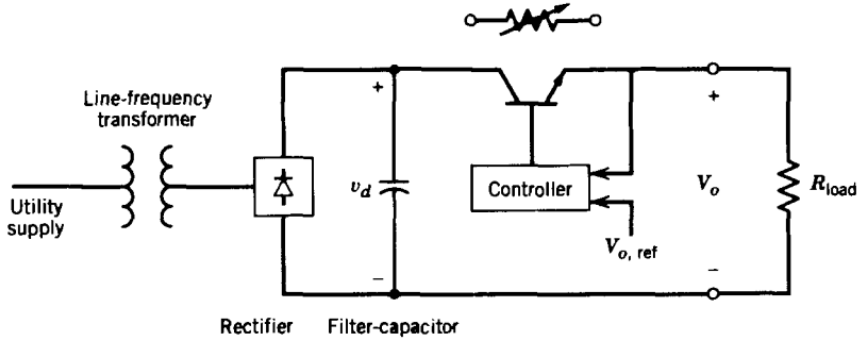 Line-frequency
transformer
Utility
supply
Rectifier
Filter-capacitor
+
v_d
−
Controller
V_o, ref
+
V_o
−
R_load